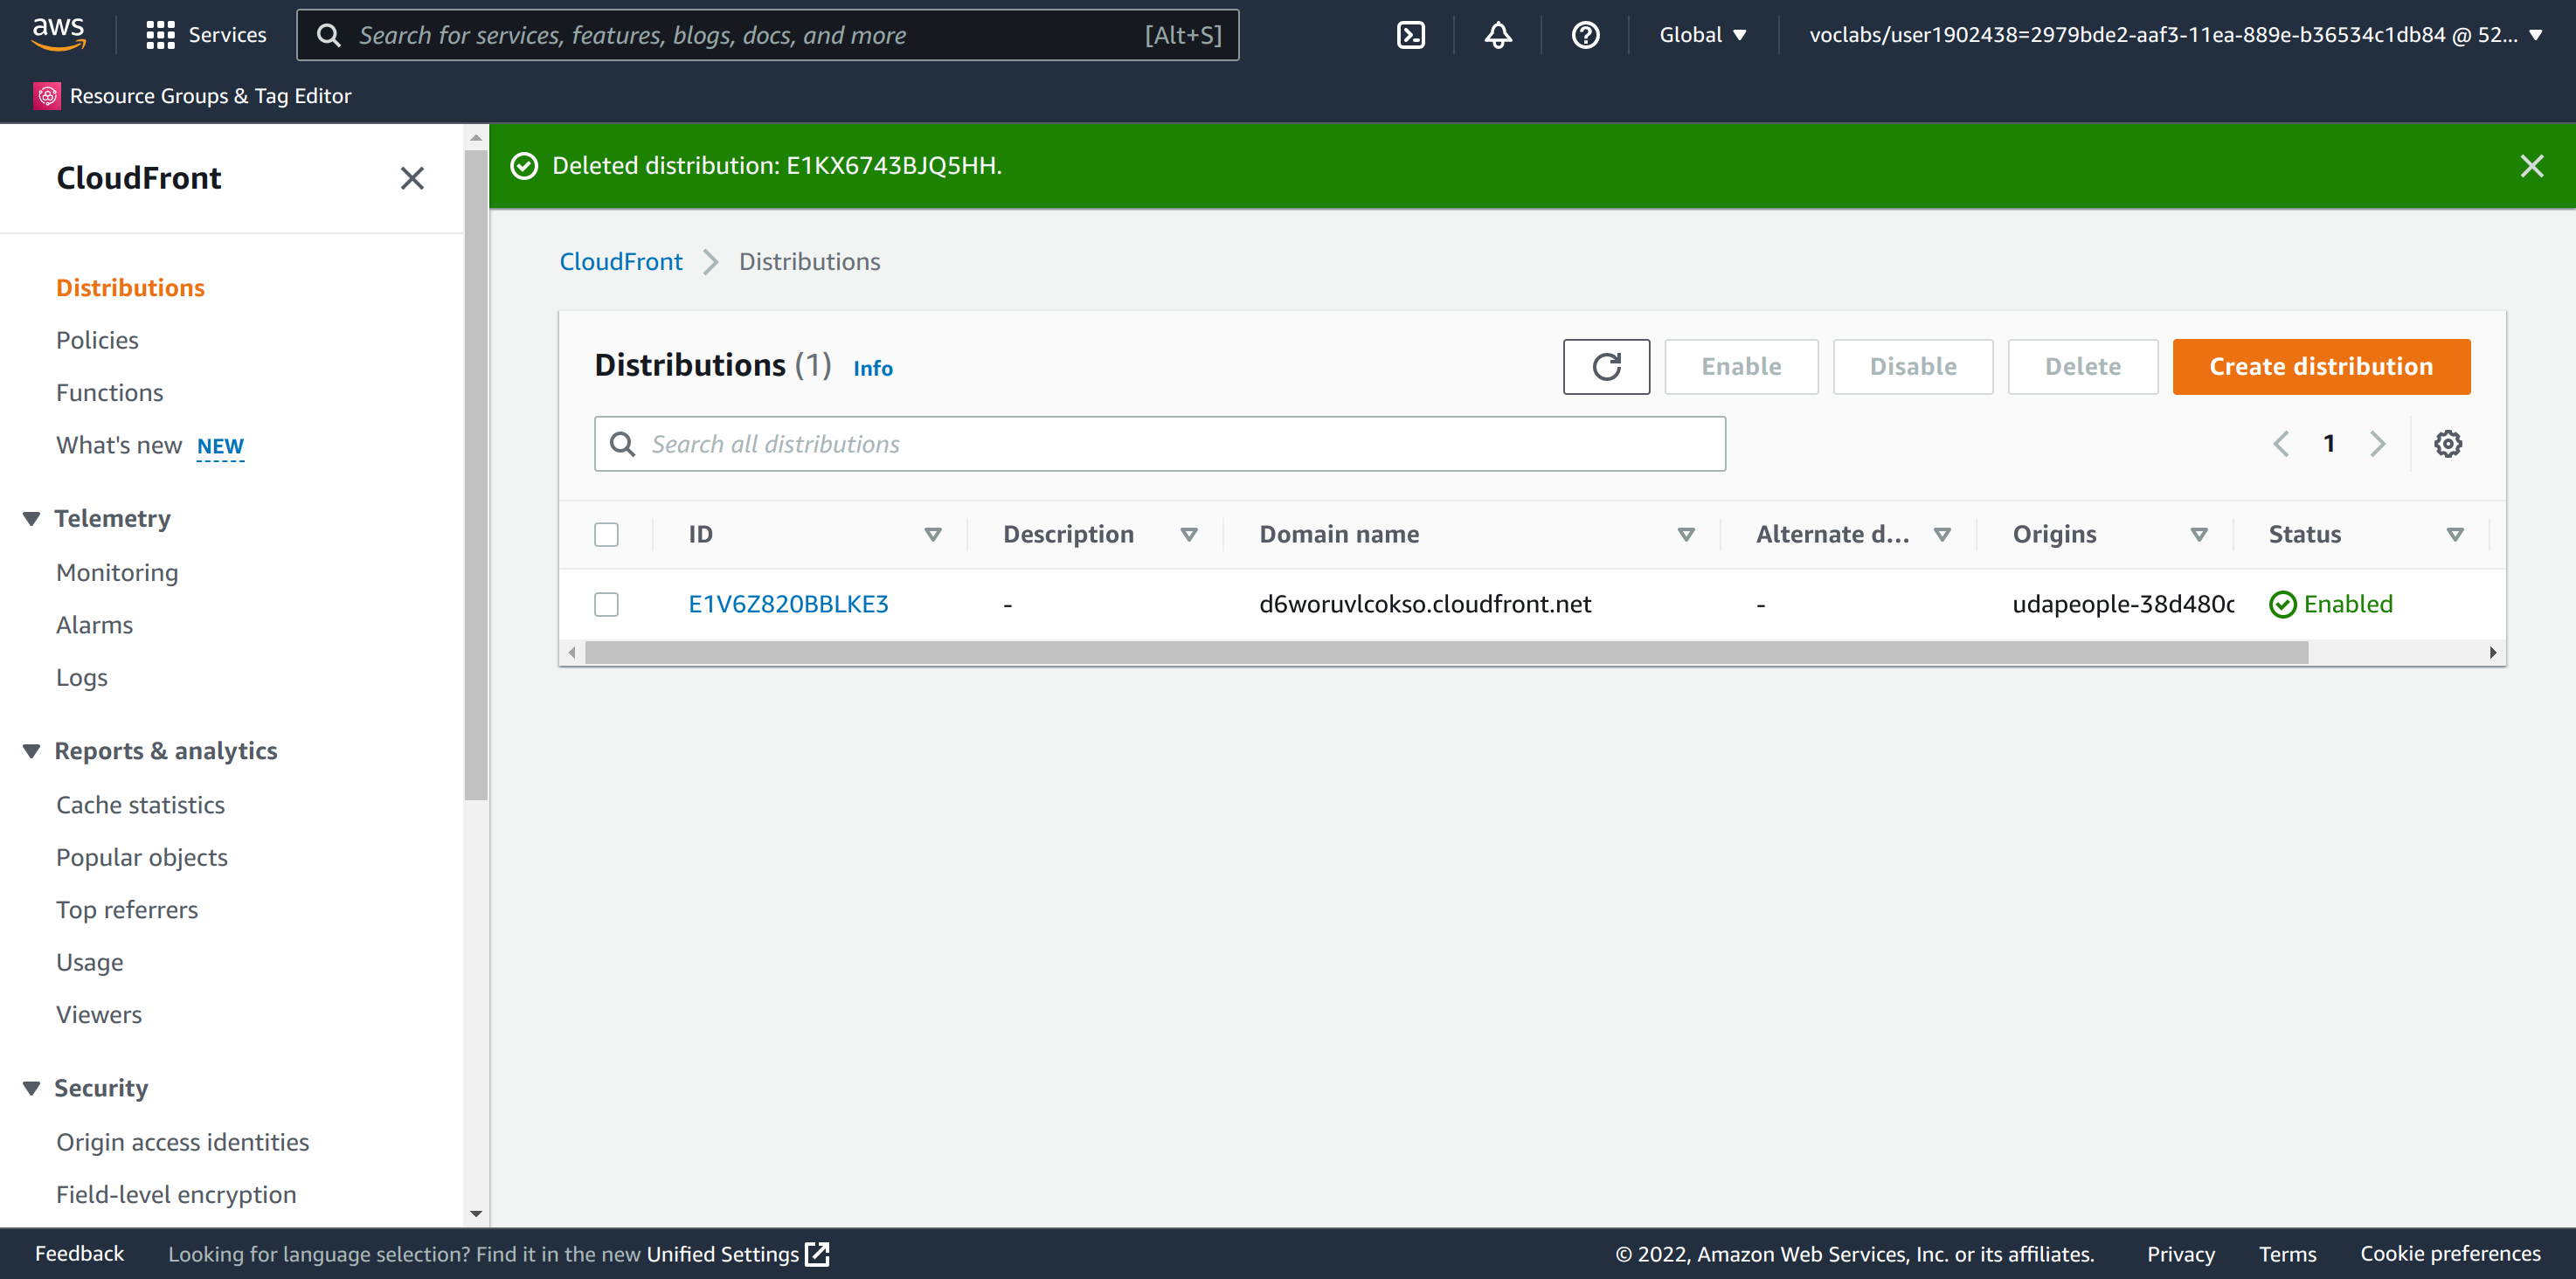 aws
Services
Search for services, features, blogs, docs, and more [Alt+S]
Global
voclabs/user1902438=2979bde2-aaf3-11ea-889e-b36534c1db84 @ 52...
Resource Groups & Tag Editor
CloudFront
Distributions
Policies
Functions
What's new NEW
Telemetry
Monitoring
Alarms
Logs
Reports & analytics
Cache statistics
Popular objects
Top referrers
Usage
Viewers
Security
Origin access identities
Field-level encryption
Deleted distribution: E1KX6743BJQ5HH.
CloudFront Distributions
Distributions (1) Info
Enable
Disable
Delete
Create distribution
Search all distributions
1
ID Description Domain name Alternate d... Origins Status
E1V6Z820BBLKE3 - d6woruvlcokso.cloudfront.net - udapeople-38d480c Enabled
Feedback
Looking for language selection? Find it in the new Unified Settings
© 2022, Amazon Web Services, Inc. or its affiliates.
Privacy
Terms
Cookie preferences